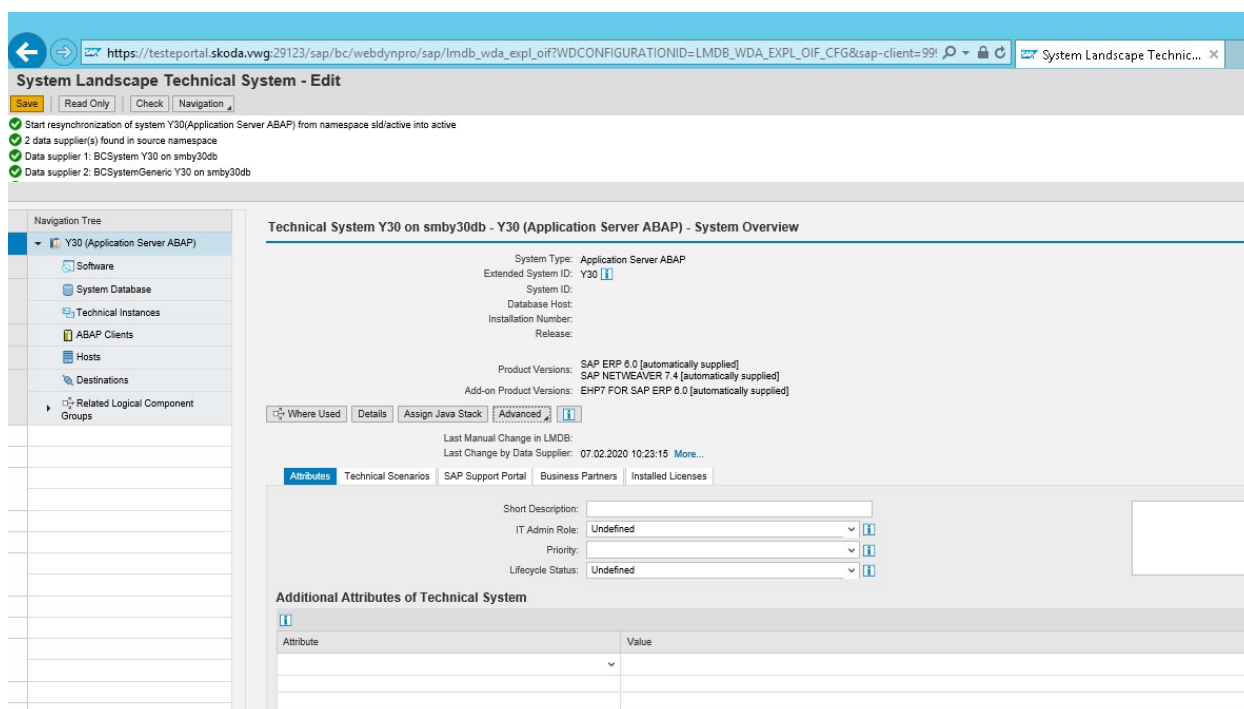 https://testeportal.skoda.vwg:29123/sap/bc/webdynpro/sap/lmdb_wda_expl_oif?WDCONFIGURATIONID=LMDB_WDA_EXPL_OIF_CFG&sap-client=99
System Landscape Technic...
System Landscape Technical System - Edit
Save Read Only Check Navigation
Start resynchronization of system Y30(Application Server ABAP) from namespace sld/active into active
2 data supplier(s) found in source namespace
Data supplier 1: BCSystem Y30 on smby30db
Data supplier 2: BCSystemGeneric Y30 on smby30db
Navigation Tree
Y30 (Application Server ABAP)
Software
System Database
Technical Instances
ABAP Clients
Hosts
Destinations
Related Logical Component
Groups
Technical System Y30 on smby30db - Y30 (Application Server ABAP) - System Overview
System Type: Application Server ABAP
Extended System ID: Y30
System ID:
Database Host:
Installation Number:
Release:
Product Versions: SAP ERP 6.0 [automatically supplied]
SAP NETWEAVER 7.4 [automatically supplied]
Add-on Product Versions: EHP7 FOR SAP ERP 6.0 [automatically supplied]
Where Used Details Assign Java Stack Advanced
Last Manual Change in LMDB:
Last Change by Data Supplier: 07.02.2020 10:23:15 More...
Attributes Technical Scenarios SAP Support Portal Business Partners Installed Licenses
Short Description:
IT Admin Role: Undefined
Priority:
Lifecycle Status: Undefined
Additional Attributes of Technical System
Attribute Value